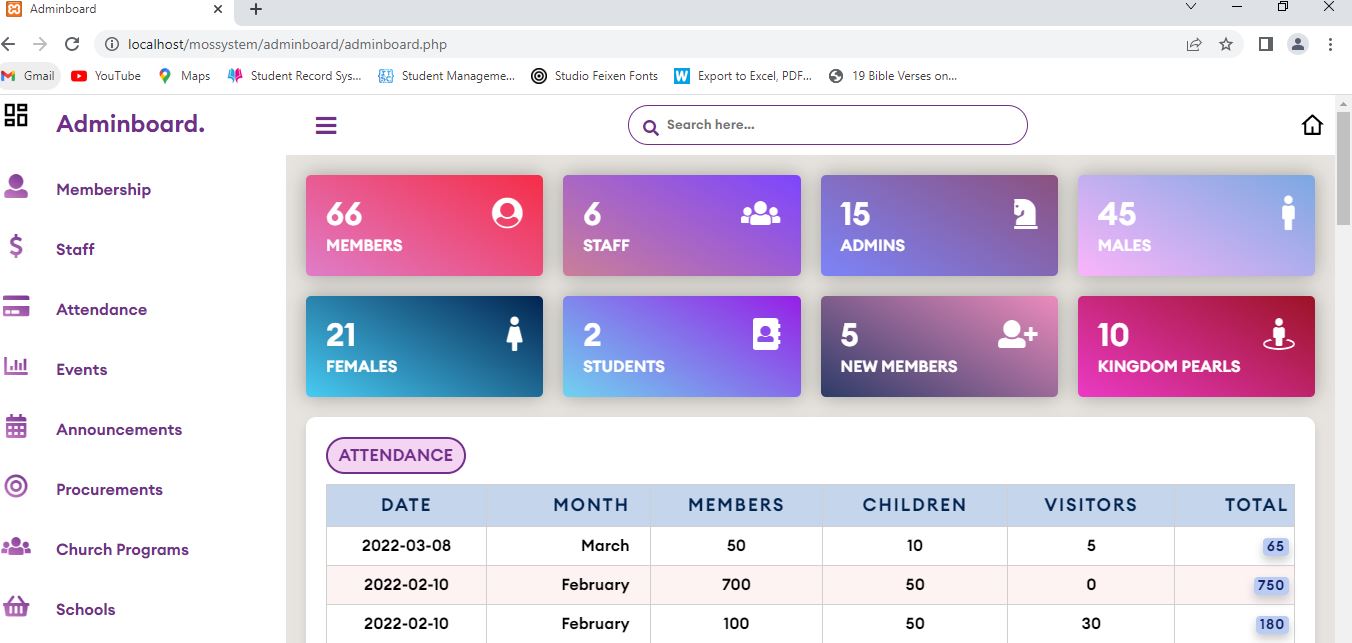 Adminboard
localhost/mossystem/adminboard/adminboard.php
Gmail YouTube Maps Student Record Sys... Student Manageme... Studio Feixen Fonts Export to Excel, PDF... 19 Bible Verses on...
Adminboard.
Search here...
Membership
Staff
Attendance
Events
Announcements
Procurements
Church Programs
Schools
66
MEMBERS
6
STAFF
15
ADMINS
45
MALES
21
FEMALES
2
STUDENTS
5
NEW MEMBERS
10
KINGDOM PEARLS
ATTENDANCE
DATE MONTH MEMBERS CHILDREN VISITORS TOTAL
2022-03-08 March 50 10 5 65
2022-02-10 February 700 50 0 750
2022-02-10 February 100 50 30 180